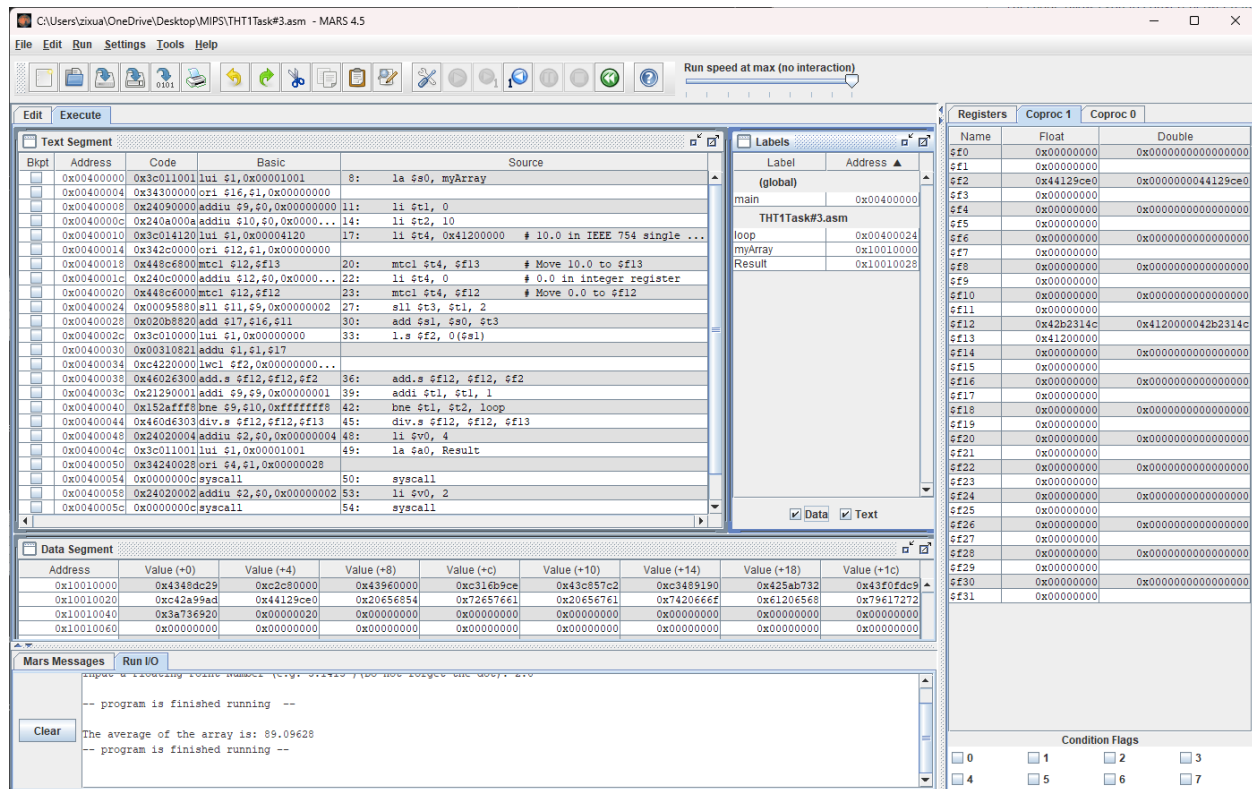 C:\Users\zixua\OneDrive\Desktop\MIPS\THT1Task#3.asm - MARS 4.5
File Edit Run Settings Tools Help
Run speed at max (no interaction)
Edit Execute
Text Segment
Bkpt Address Code Basic Source
0x00400000 0x3c011001 lui $1,0x00001001 8: la $s0, myArray
0x00400004 0x34300000 ori $16,$1,0x00000000
0x00400008 0x24090000 addiu $9,$0,0x00000000 11: li $t1, 0
0x0040000c 0x240a000a addiu $10,$0,0x0000... 14: li $t2, 10
0x00400010 0x3c014120 lui $1,0x00004120 17: li $t4, 0x41200000 # 10.0 in IEEE 754 single ...
0x00400014 0x342c0000 ori $12,$1,0x00000000
0x00400018 0x448c6800 mtc1 $12,$f13 20: mtc1 $t4, $f13 # Move 10.0 to $f13
0x0040001c 0x240c0000 addiu $12,$0,0x0000... 22: li $t4, 0 # 0.0 in integer register
0x00400020 0x448c6000 mtc1 $12,$f12 23: mtc1 $t4, $f12 # Move 0.0 to $f12
0x00400024 0x00095880 sll $11,$9,0x00000002 27: sll $t3, $t1, 2
0x00400028 0x020b8820 add $17,$16,$11 30: add $s1, $s0, $t3
0x0040002c 0x3c010000 lui $1,0x00000000 33: l.s $f2, 0($s1)
0x00400030 0x00310821 addu $1,$1,$17
0x00400034 0xc4220000 lwc1 $f2,0x00000000...
0x00400038 0x46026300 add.s $f12,$f12,$f2 36: add.s $f12, $f12, $f2
0x0040003c 0x21290001 addi $9,$9,0x00000001 39: addi $t1, $t1, 1
0x00400040 0x152afff8 bne $9,$10,0xfffffff8 42: bne $t1, $t2, loop
0x00400044 0x460d6303 div.s $f12,$f12,$f13 45: div.s $f12, $f12, $f13
0x00400048 0x24020004 addiu $2,$0,0x00000004 48: li $v0, 4
0x0040004c 0x3c011001 lui $1,0x00001001 49: la $a0, Result
0x00400050 0x34240028 ori $4,$1,0x00000028
0x00400054 0x0000000c syscall 50: syscall
0x00400058 0x24020002 addiu $2,$0,0x00000002 53: li $v0, 2
0x0040005c 0x0000000c syscall 54: syscall
Labels
Label Address ▲
(global)
main 0x00400000
THT1Task#3.asm
loop 0x00400024
myArray 0x10010000
Result 0x10010028
Data Text
Data Segment
Address Value (+0) Value (+4) Value (+8) Value (+c) Value (+10) Value (+14) Value (+18) Value (+1c)
0x10010000 0x4348dc29 0xc2c80000 0x43960000 0xc316b9ce 0x43c857c2 0xc3489190 0x425ab732 0x43f0fdc9
0x10010020 0xc42a99ad 0x44129ce0 0x20656854 0x72657661 0x20656761 0x7420666f 0x61206568 0x79617272
0x10010040 0x3a736920 0x00000020 0x00000000 0x00000000 0x00000000 0x00000000 0x00000000 0x00000000
0x10010060 0x00000000 0x00000000 0x00000000 0x00000000 0x00000000 0x00000000 0x00000000 0x00000000
Mars Messages Run I/O
-- program is finished running --
Clear
The average of the array is: 89.09628
-- program is finished running --
Registers Coproc 1 Coproc 0
Name Float Double
$f0 0x00000000 0x0000000000000000
$f1 0x00000000
$f2 0x44129ce0 0x0000000044129ce0
$f3 0x00000000
$f4 0x00000000 0x0000000000000000
$f5 0x00000000
$f6 0x00000000 0x0000000000000000
$f7 0x00000000
$f8 0x00000000 0x0000000000000000
$f9 0x00000000
$f10 0x00000000 0x0000000000000000
$f11 0x00000000
$f12 0x42b2314c 0x4120000042b2314c
$f13 0x41200000
$f14 0x00000000 0x0000000000000000
$f15 0x00000000
$f16 0x00000000 0x0000000000000000
$f17 0x00000000
$f18 0x00000000 0x0000000000000000
$f19 0x00000000
$f20 0x00000000 0x0000000000000000
$f21 0x00000000
$f22 0x00000000 0x0000000000000000
$f23 0x00000000
$f24 0x00000000 0x0000000000000000
$f25 0x00000000
$f26 0x00000000 0x0000000000000000
$f27 0x00000000
$f28 0x00000000 0x0000000000000000
$f29 0x00000000
$f30 0x00000000 0x0000000000000000
$f31 0x00000000
Condition Flags
0 1 2 3
4 5 6 7